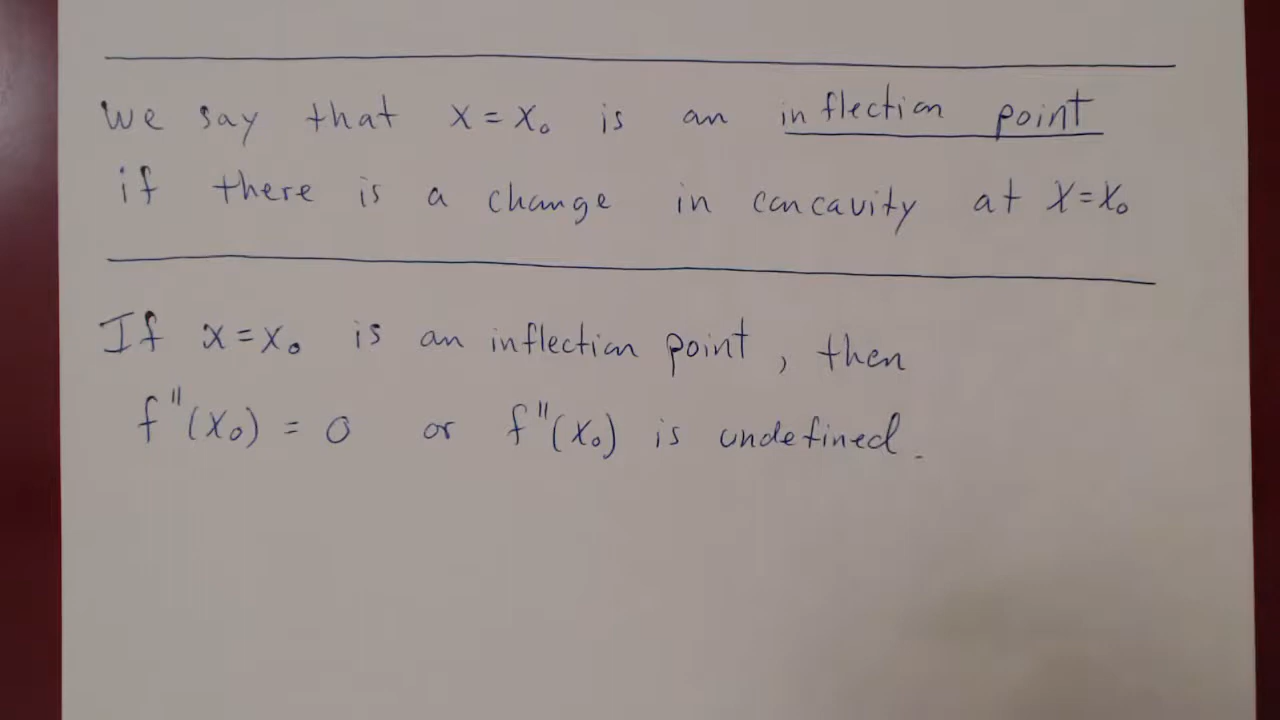 We say that x = x₀ is an inflection point
if there is a change in concavity at x=x₀
If x=x₀ is an inflection point, then
f"(x₀) = 0 or f"(x₀) is undefined.